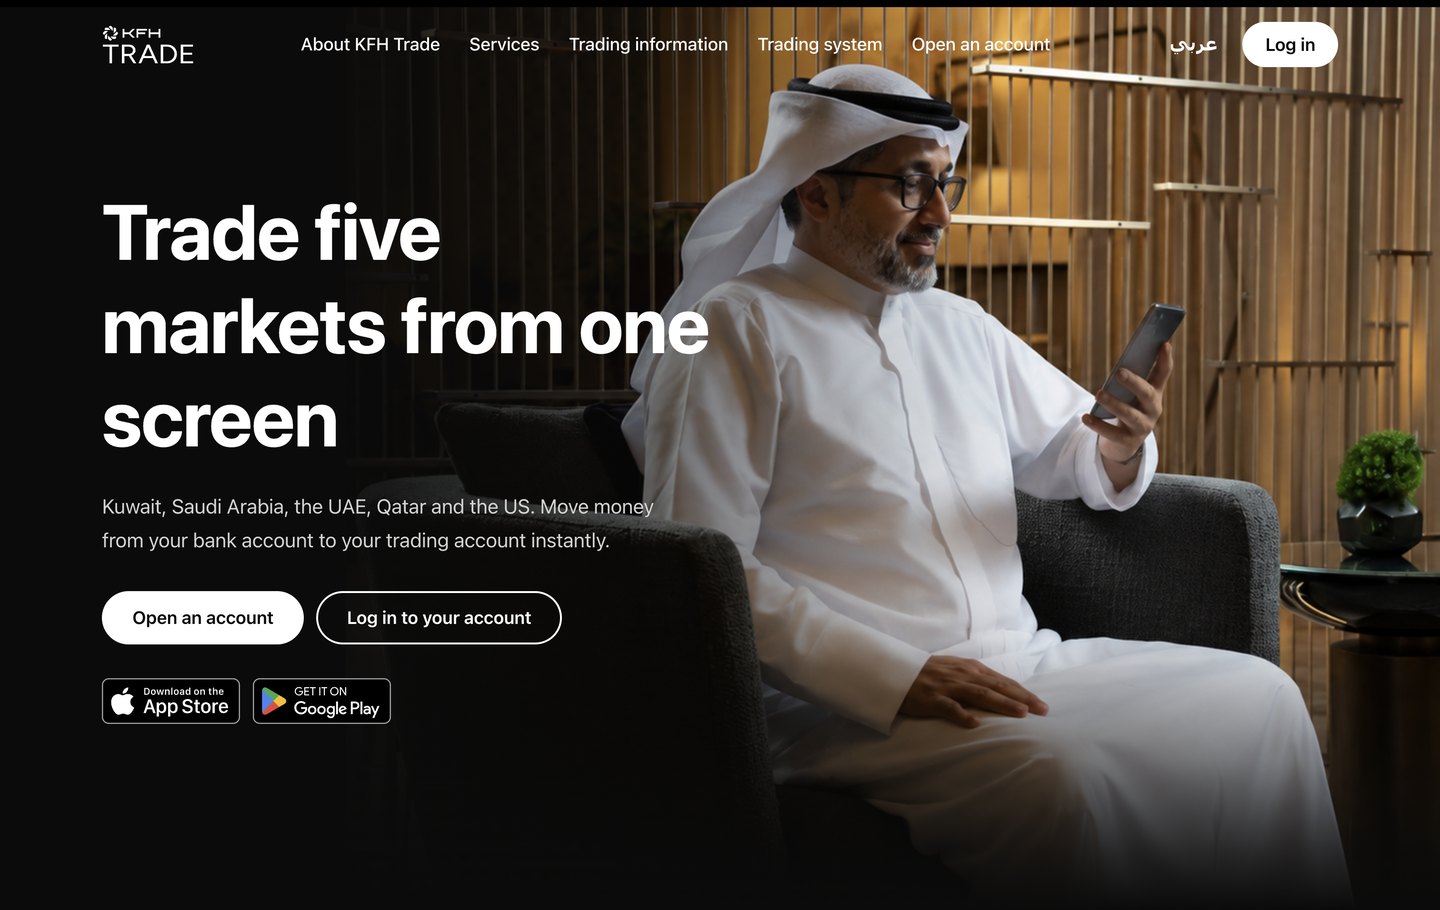 KFH
TRADE
About KFH Trade
Services
Trading information
Trading system
Open an account
عربي
Log in
Trade five
markets from one
screen
Kuwait, Saudi Arabia, the UAE, Qatar and the US. Move money
from your bank account to your trading account instantly.
Open an account
Log in to your account
Download on the
App Store
GET IT ON
Google Play